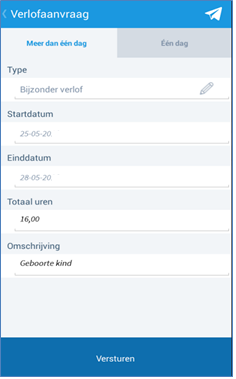 Verlofaanvraag
Meer dan één dag
Één dag
Type
Bijzonder verlof
Startdatum
25-05-20.
Einddatum
28-05-20.
Totaal uren
16,00
Omschrijving
Geboorte kind
Versturen